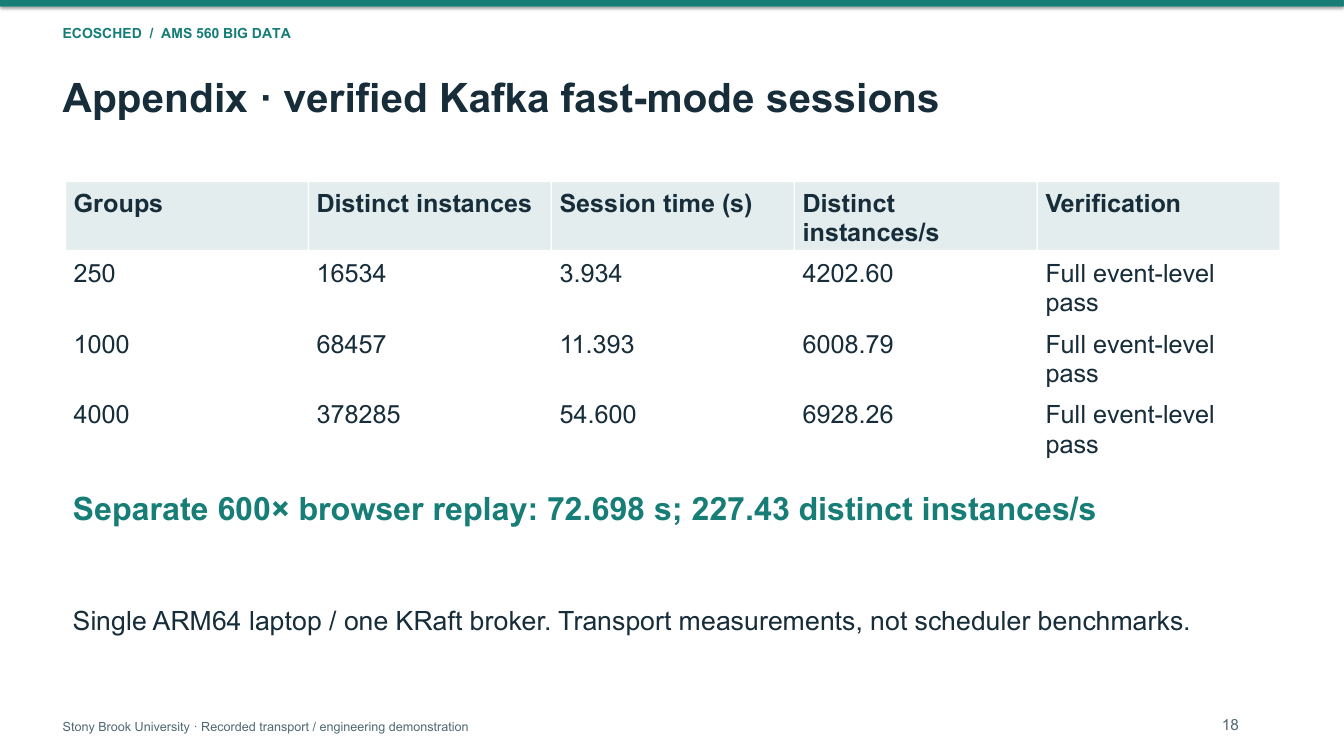 ECOSCHED / AMS 560 BIG DATA
Appendix · verified Kafka fast-mode sessions
Groups Distinct instances Session time (s) Distinct instances/s Verification
250 16534 3.934 4202.60 Full event-level pass
1000 68457 11.393 6008.79 Full event-level pass
4000 378285 54.600 6928.26 Full event-level pass
Separate 600× browser replay: 72.698 s; 227.43 distinct instances/s
Single ARM64 laptop / one KRaft broker. Transport measurements, not scheduler benchmarks.
Stony Brook University · Recorded transport / engineering demonstration
18